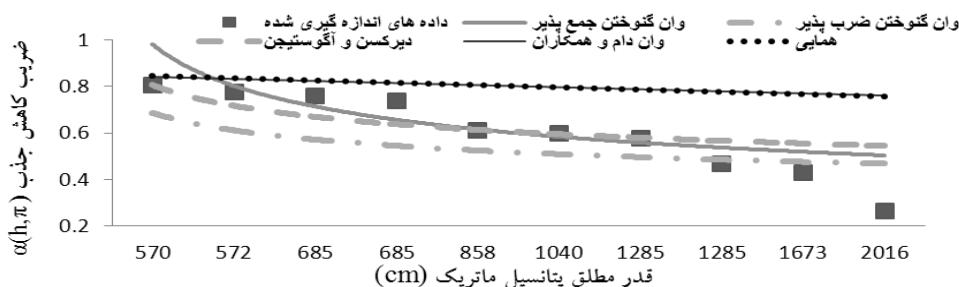 وان گنوختن ضرب پذیر وان گنوختن جمع پذیر داده های اندازه گیری شده
همایی وان دام و همکاران دیرکسن و آگوستیجن
ضریب کاهش جذب α(h,π)
1
0.8
0.6
0.4
0.2
570 572 685 685 858 1040 1285 1285 1673 2016
قدر مطلق پتانسیل ماتریک (cm)